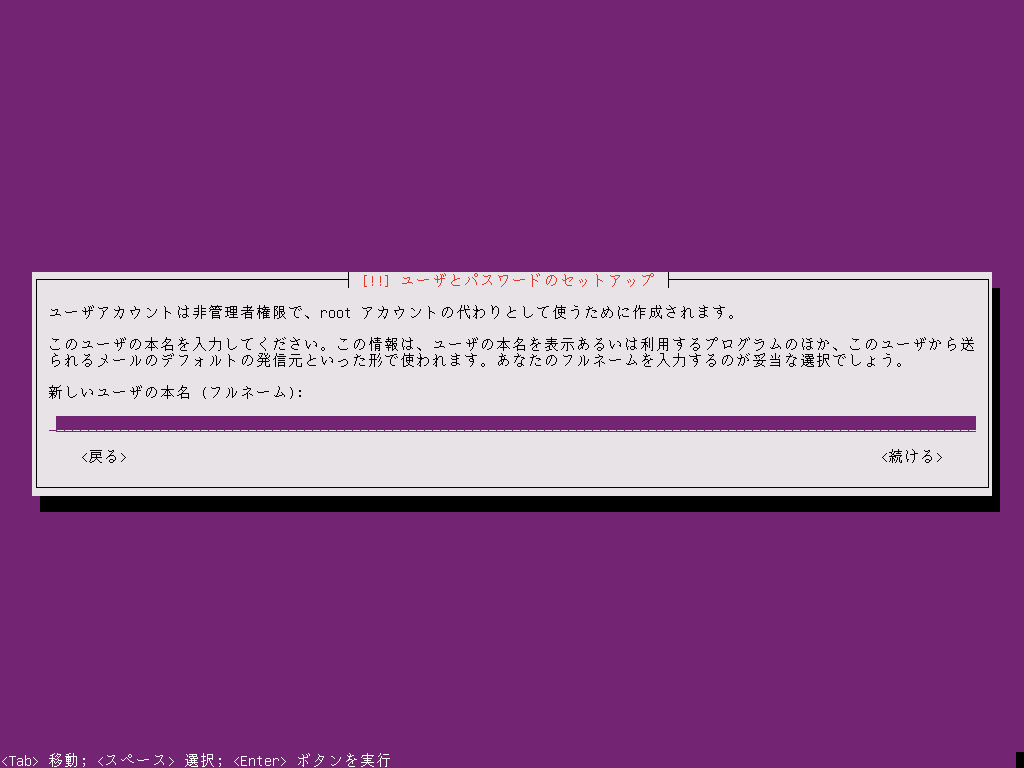 [!!] ユーザとパスワードのセットアップ
ユーザアカウントは非管理者権限で、root アカウントの代わりとして使うために作成されます。
このユーザの本名を入力してください。この情報は、ユーザの本名を表示あるいは利用するプログラムのほか、このユーザから送
られるメールのデフォルトの発信元といった形で使われます。あなたのフルネームを入力するのが妥当な選択でしょう。
新しいユーザの本名 (フルネーム):
<戻る> <続ける>
<Tab> 移動; <スペース> 選択; <Enter> ボタンを実行